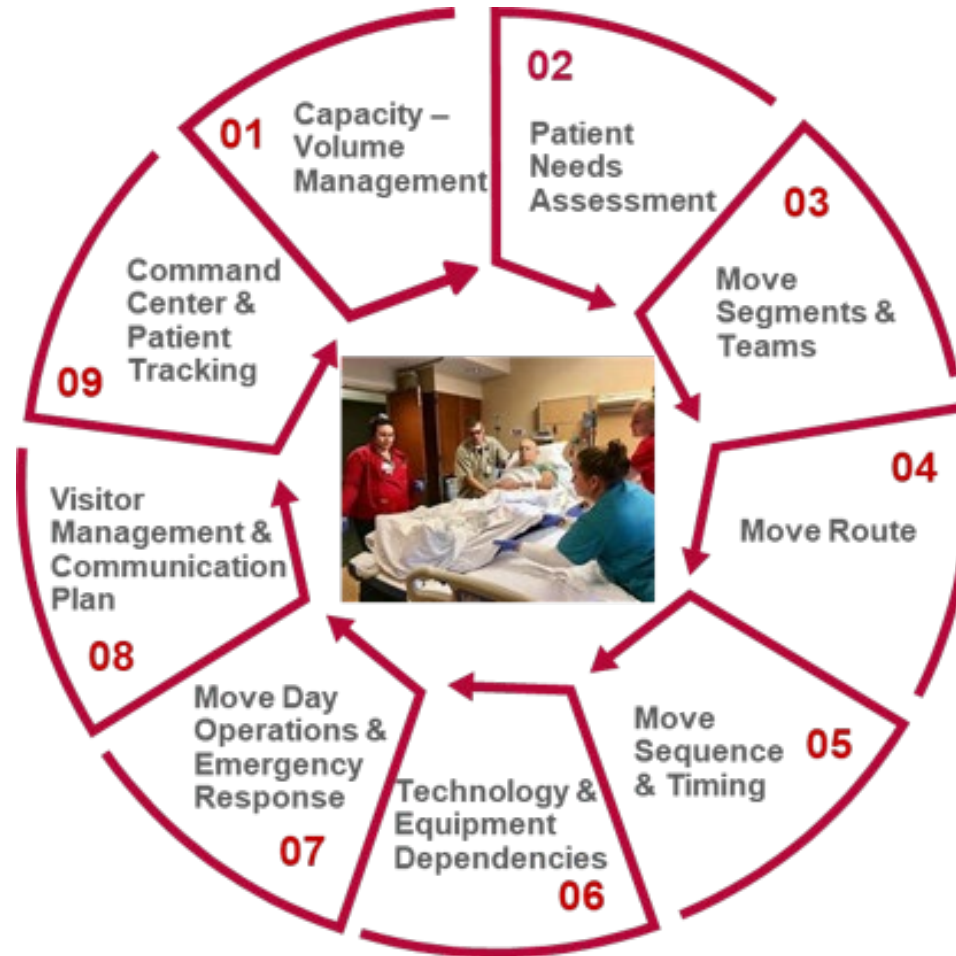 01
Capacity –
Volume
Management
02
Patient
Needs
Assessment
03
Move
Segments &
Teams
04
Move Route
05
Move
Sequence
& Timing
Technology &
Equipment
Dependencies
06
Move Day
Operations &
Emergency
Response
07
Visitor
Management &
Communication
Plan
08
Command
Center &
Patient
Tracking
09